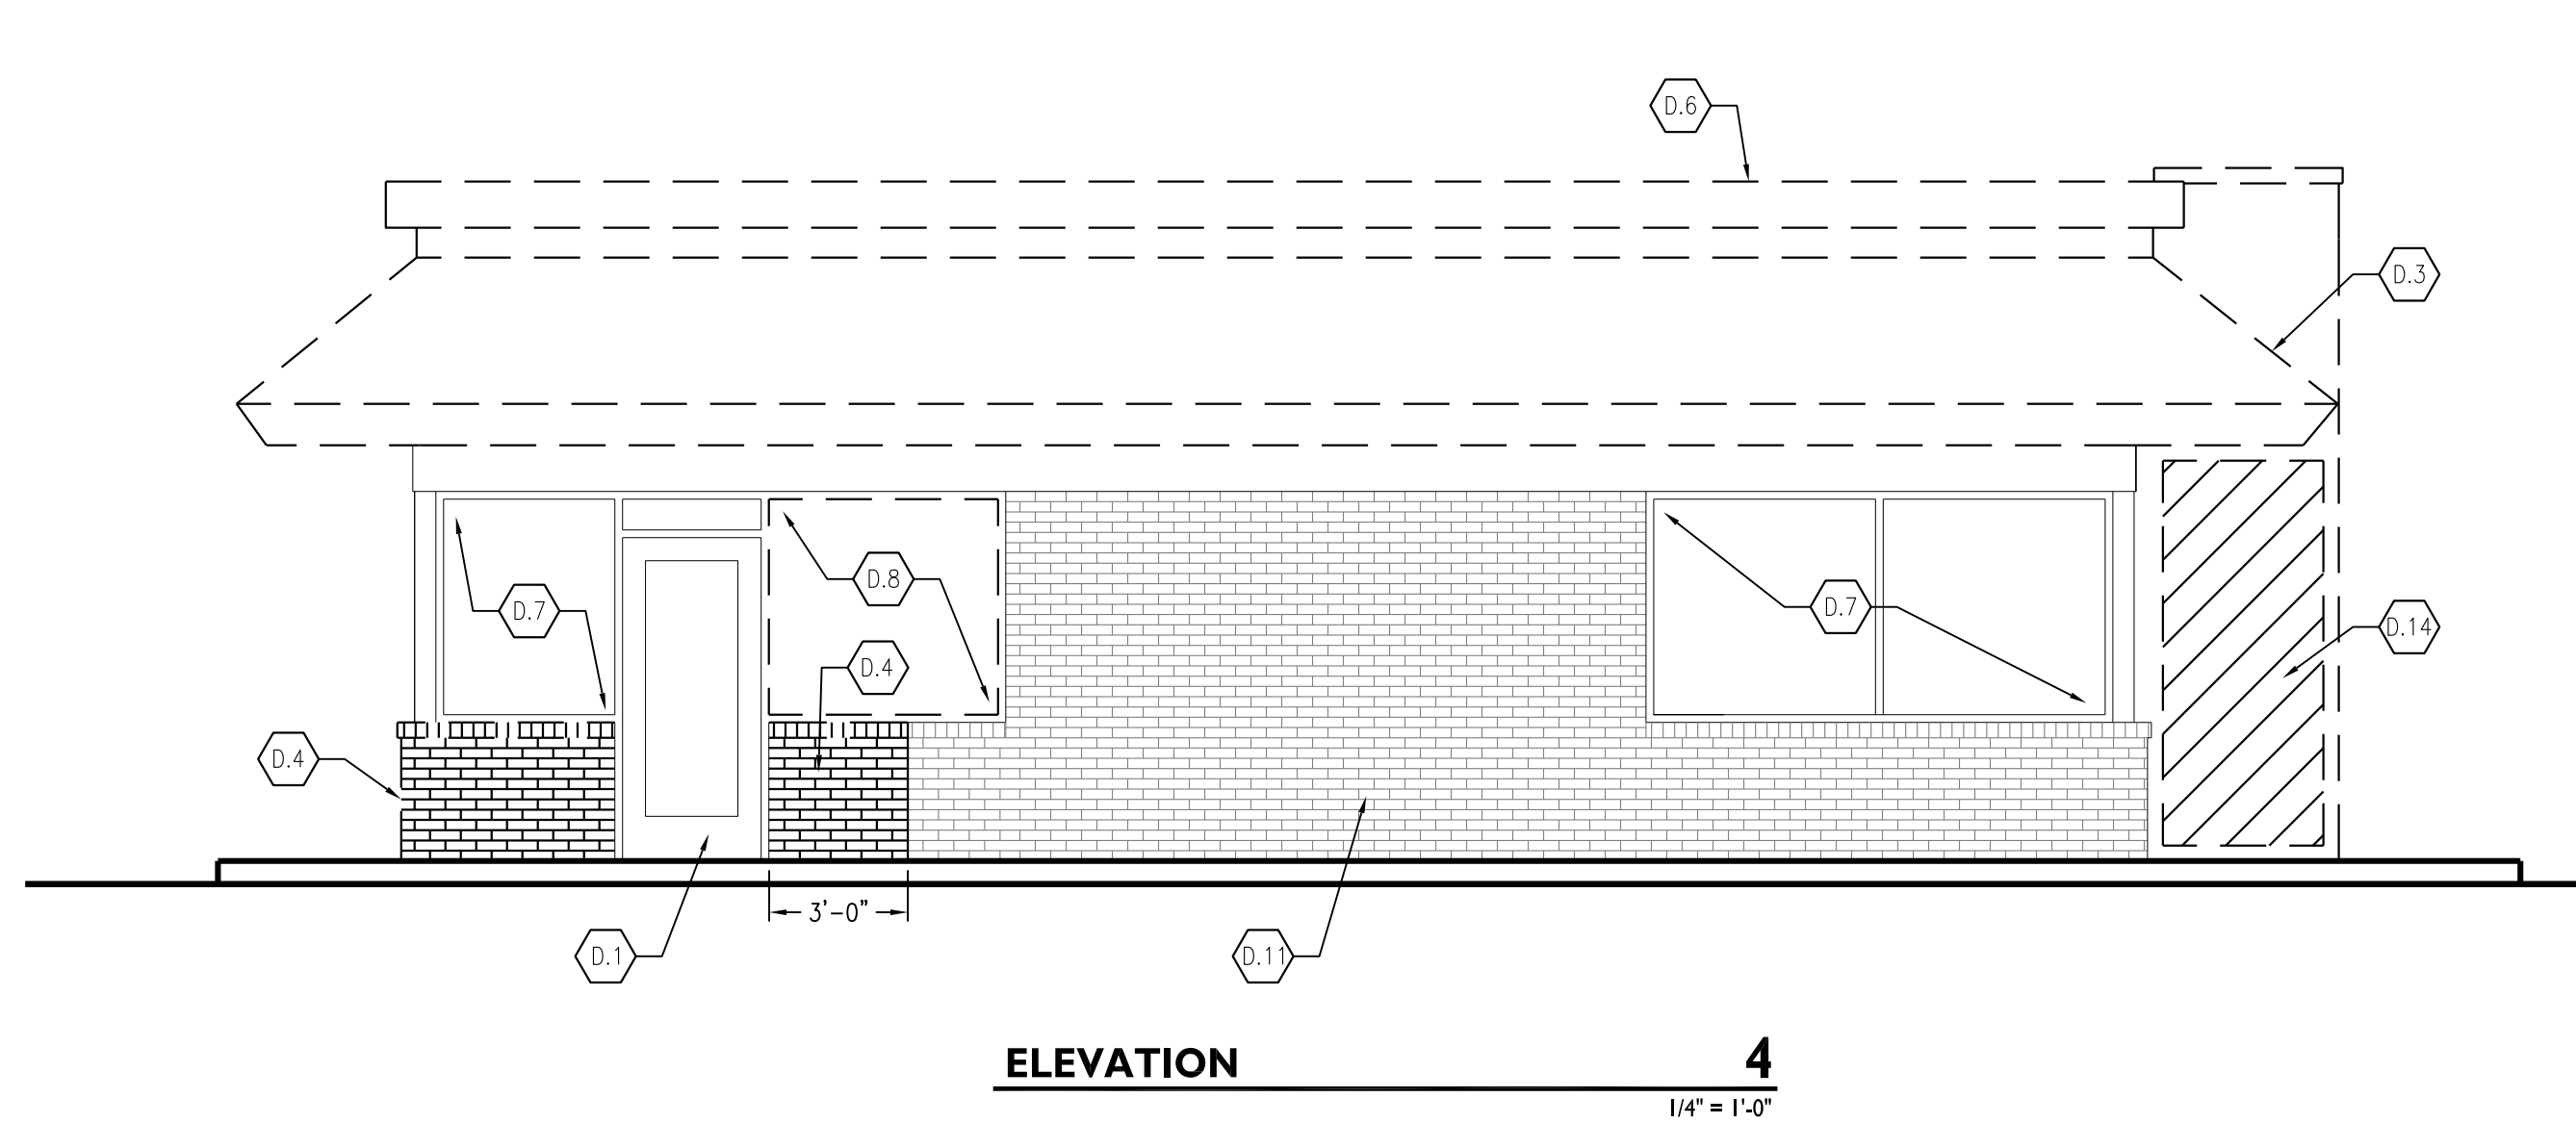 D.6
D.3
D.8
D.7
D.7
D.14
D.4
D.4
3'-0"
D.1
D.11
ELEVATION 4
1/4" = 1'-0"